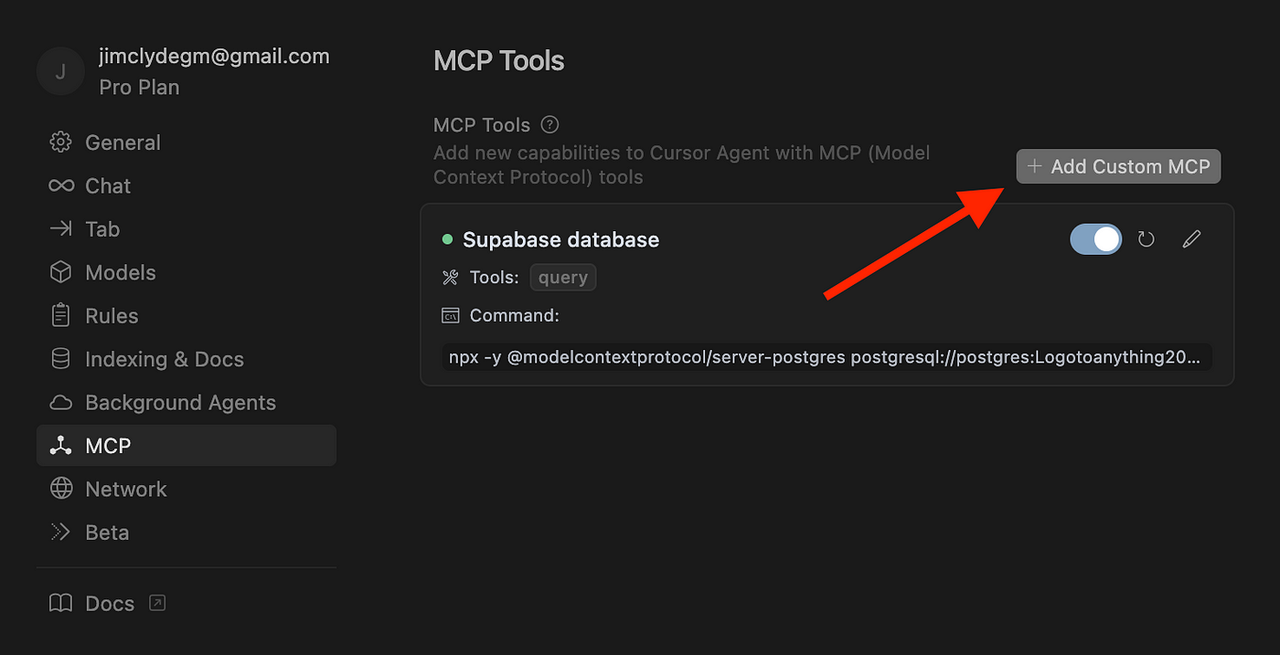 J
jimclydegm@gmail.com
Pro Plan
General
Chat
Tab
Models
Rules
Indexing & Docs
Background Agents
MCP
Network
Beta
Docs
MCP Tools
MCP Tools ?
Add new capabilities to Cursor Agent with MCP (Model
Context Protocol) tools
+ Add Custom MCP
Supabase database
Tools: query
Command:
npx -y @modelcontextprotocol/server-postgres postgresql://postgres:Logotoanything20...